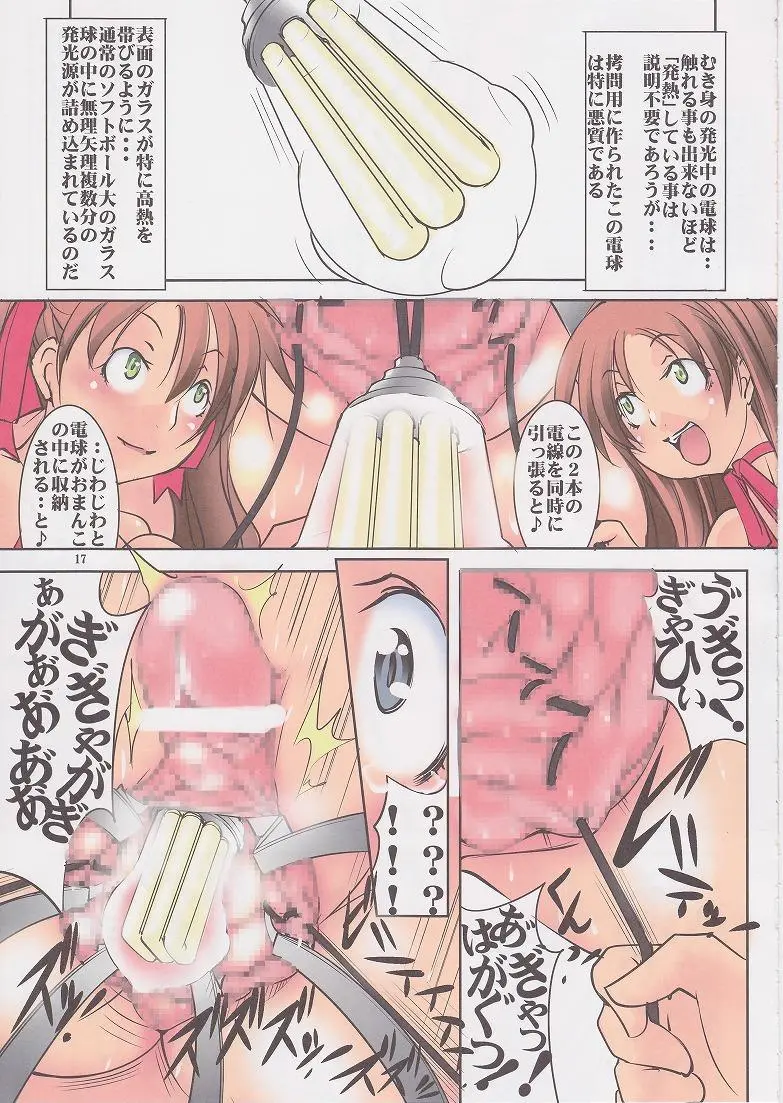 むき身の発光中の電球は‥
触れる事も出来ないほど
「発熱」している事は
説明不要であろうが‥‥
拷問用に作られたこの電球
は特に悪質である
表面のガラスが特に高熱を
帯びるように‥‥
通常のソフトボール大のガラス
球の中に無理矢理複数分の
発光源が詰め込まれているのだ
この2本の
電線を同時に
引っ張ると♪
‥じわじわと
電球がおまんこ
の中に収納
される‥と♪
17
うぎっ!
ぎゃひぃ
くん
あ゛ぎゃっ
はがぐっ!!
???
!!!
ぎぎゃがぎ
あがあ゛あ゛あ゛あ゛
ズズズ